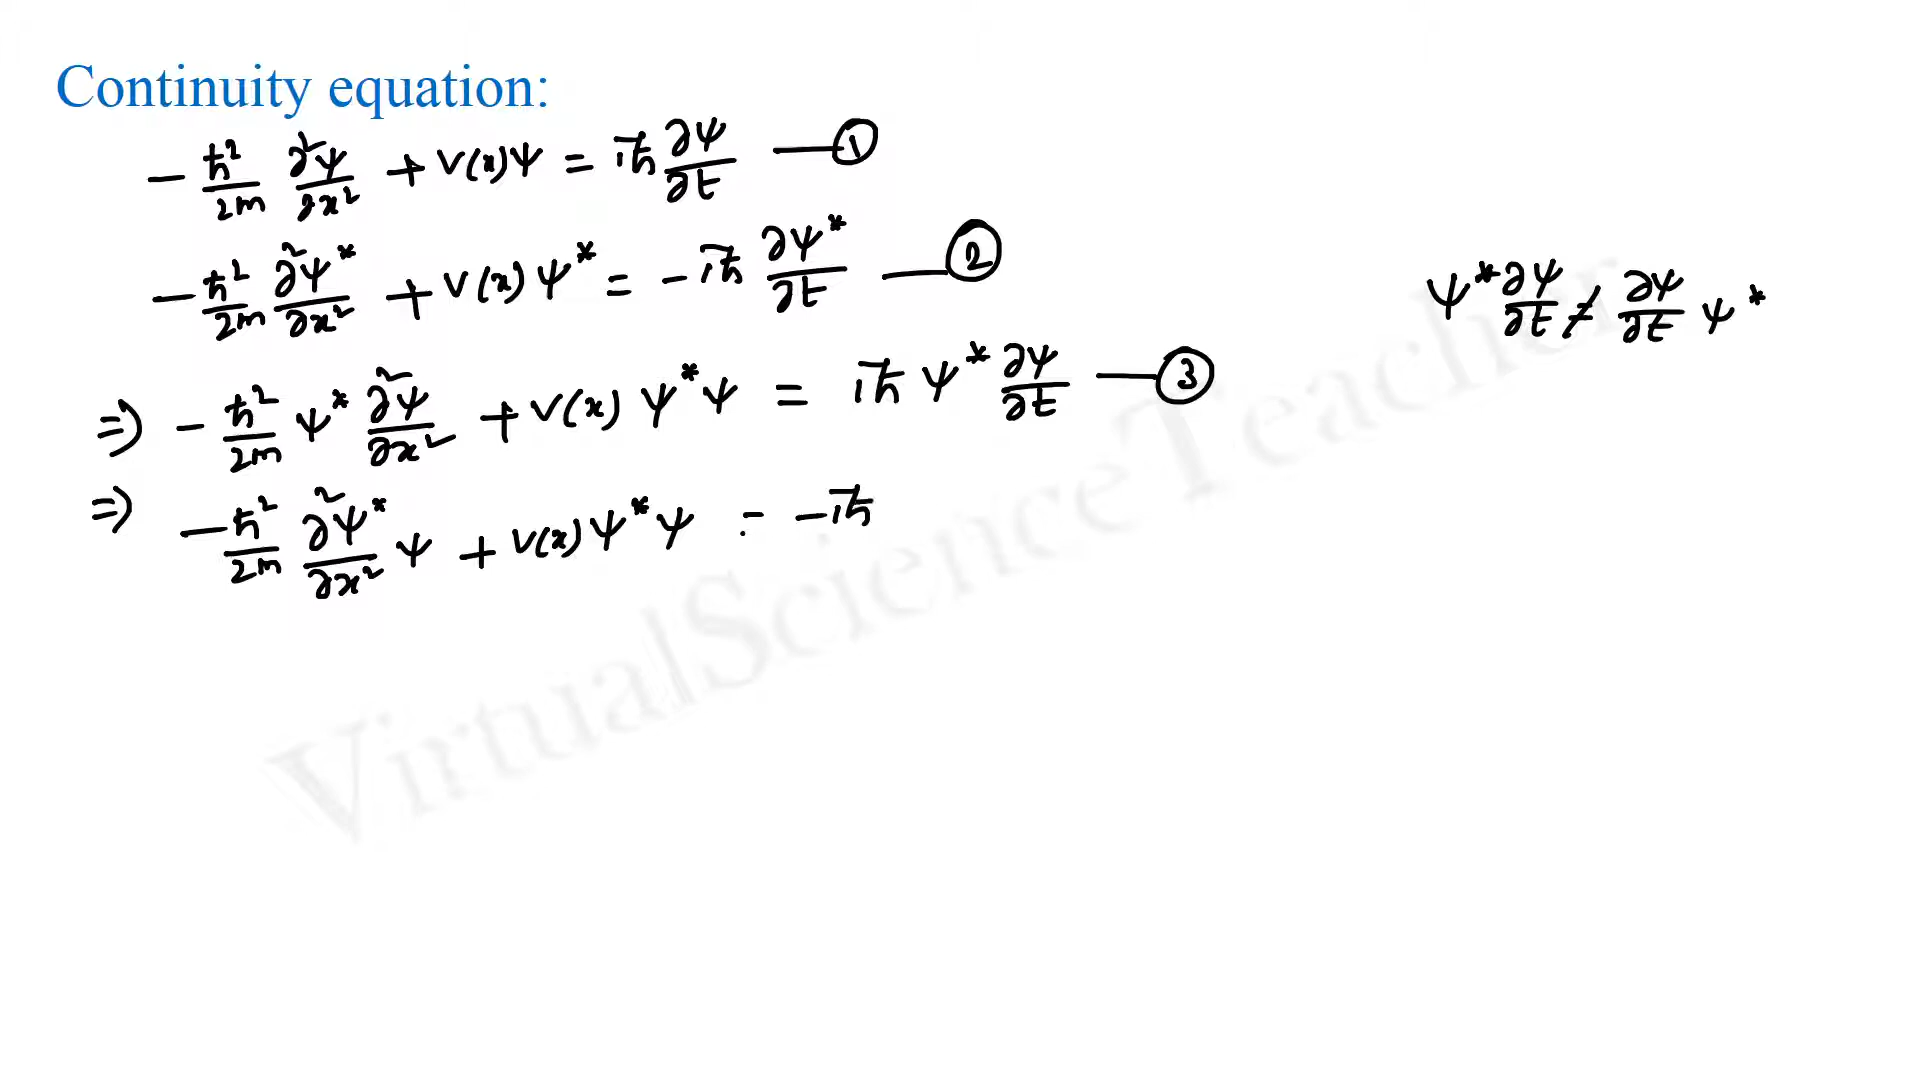 Continuity equation:
-ħ²/2m ∂²ψ/∂x² + V(x)ψ = iħ ∂ψ/∂t —①
-ħ²/2m ∂²ψ*/∂x² + V(x)ψ* = -iħ ∂ψ*/∂t —②
ψ* ∂ψ/∂t ≠ ∂ψ/∂t ψ*
⇒ -ħ²/2m ψ* ∂²ψ/∂x² + V(x) ψ*ψ = iħ ψ* ∂ψ/∂t —③
⇒ -ħ²/2m ∂²ψ*/∂x² ψ + V(x)ψ*ψ = -iħ
VirtualScienceTeacher